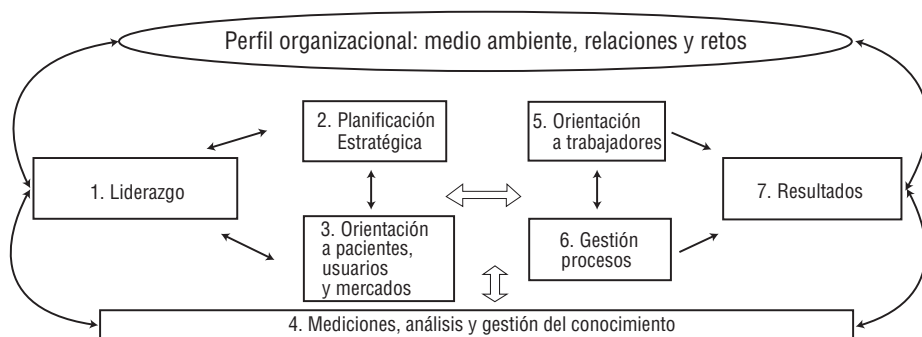 Perfil organizacional: medio ambiente, relaciones y retos
2. Planificación
Estratégica
5. Orientación
a trabajadores
1. Liderazgo
7. Resultados
3. Orientación
a pacientes,
usuarios
y mercados
6. Gestión
procesos
4. Mediciones, análisis y gestión del conocimiento